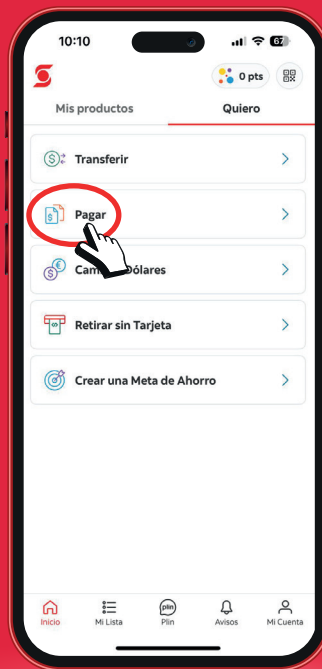 10:10
67
0 pts
Mis productos
Quiero
Transferir
Pagar
Dólares
Retirar sin Tarjeta
Crear una Meta de Ahorro
plin
Inicio
Mi Lista
Plin
Avisos
Mi Cuenta